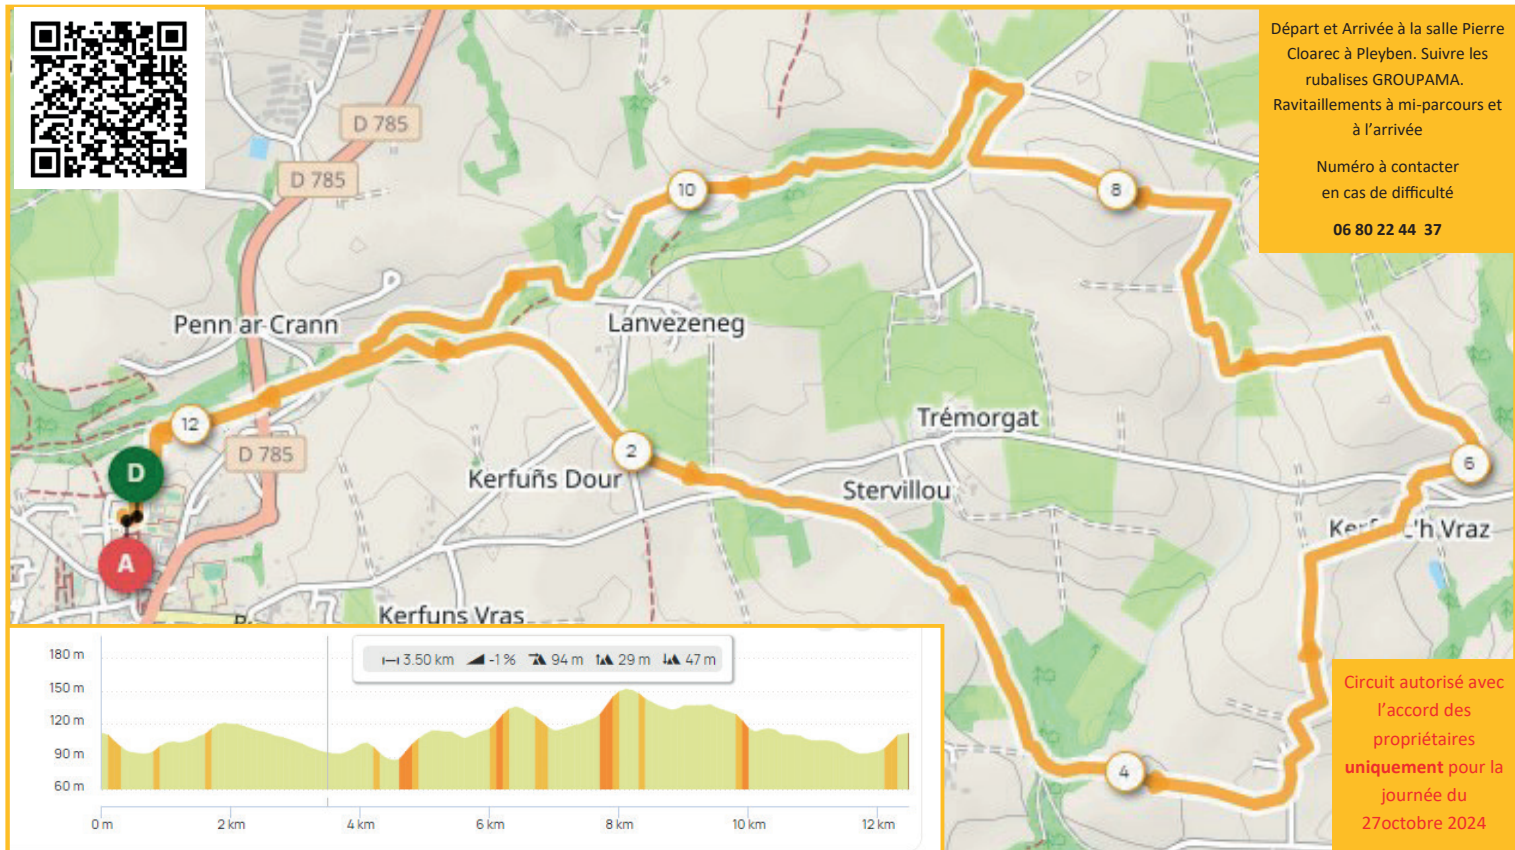 Départ et Arrivée à la salle Pierre
Cloarec à Pleyben. Suivre les
rubalises GROUPAMA.
Ravitaillements à mi-parcours et
à l’arrivée
Numéro à contacter
en cas de difficulté
06 80 22 44 37
D 785
D 785
10
8
Penn ar Crann
Lanvezeneg
12
D 785
Trémorgat
2
6
D
Kerfuñs Dour
Stervillou
A
Kerfuns Vras
4
180 m
150 m
120 m
90 m
60 m
3.50 km -1 % 94 m 29 m 47 m
0 m 2 km 4 km 6 km 8 km 10 km 12 km
Circuit autorisé avec
l’accord des
propriétaires
uniquement pour la
journée du
27octobre 2024